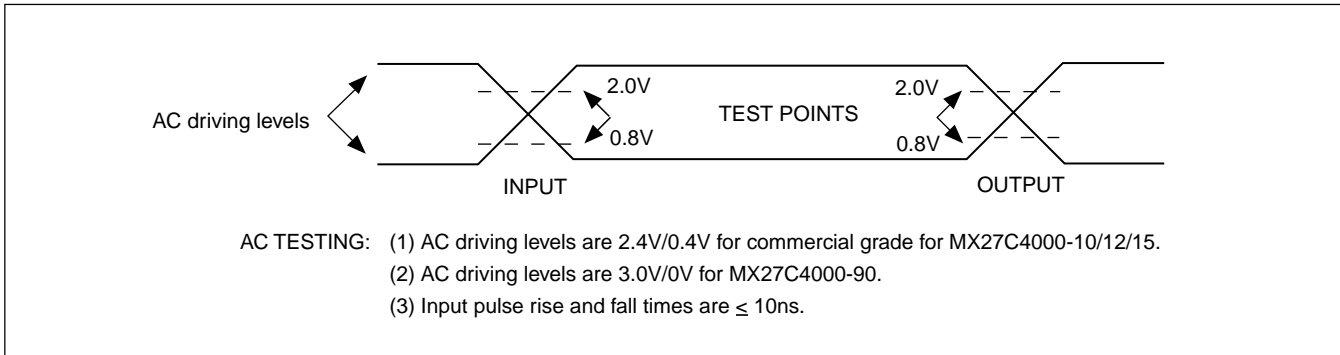 2.0V
2.0V
AC driving levels
TEST POINTS
0.8V
0.8V
INPUT
OUTPUT
AC TESTING: (1) AC driving levels are 2.4V/0.4V for commercial grade for MX27C4000-10/12/15.
(2) AC driving levels are 3.0V/0V for MX27C4000-90.
(3) Input pulse rise and fall times are ≤ 10ns.